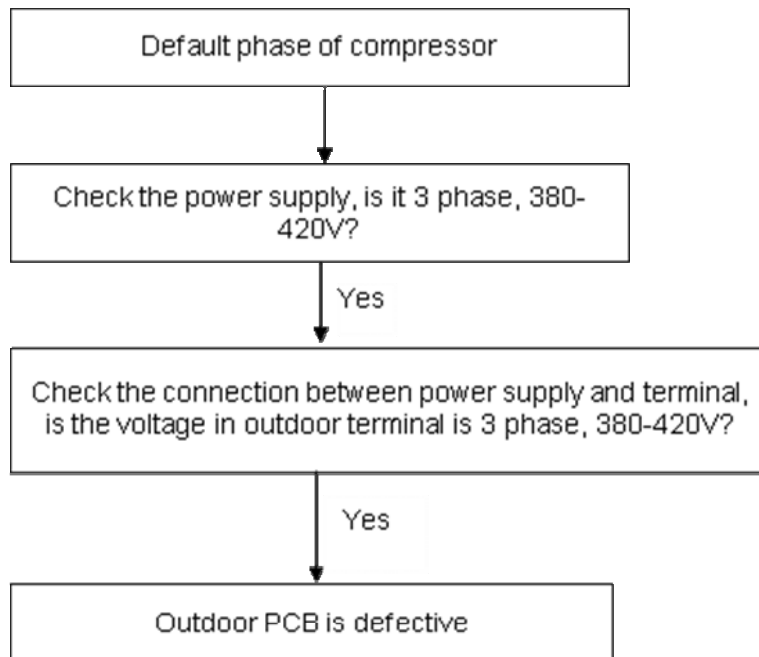 Default phase of compressor
Check the power supply, is it 3 phase, 380-
420V?
Yes
Check the connection between power supply and terminal,
is the voltage in outdoor terminal is 3 phase, 380-420V?
Yes
Outdoor PCB is defective